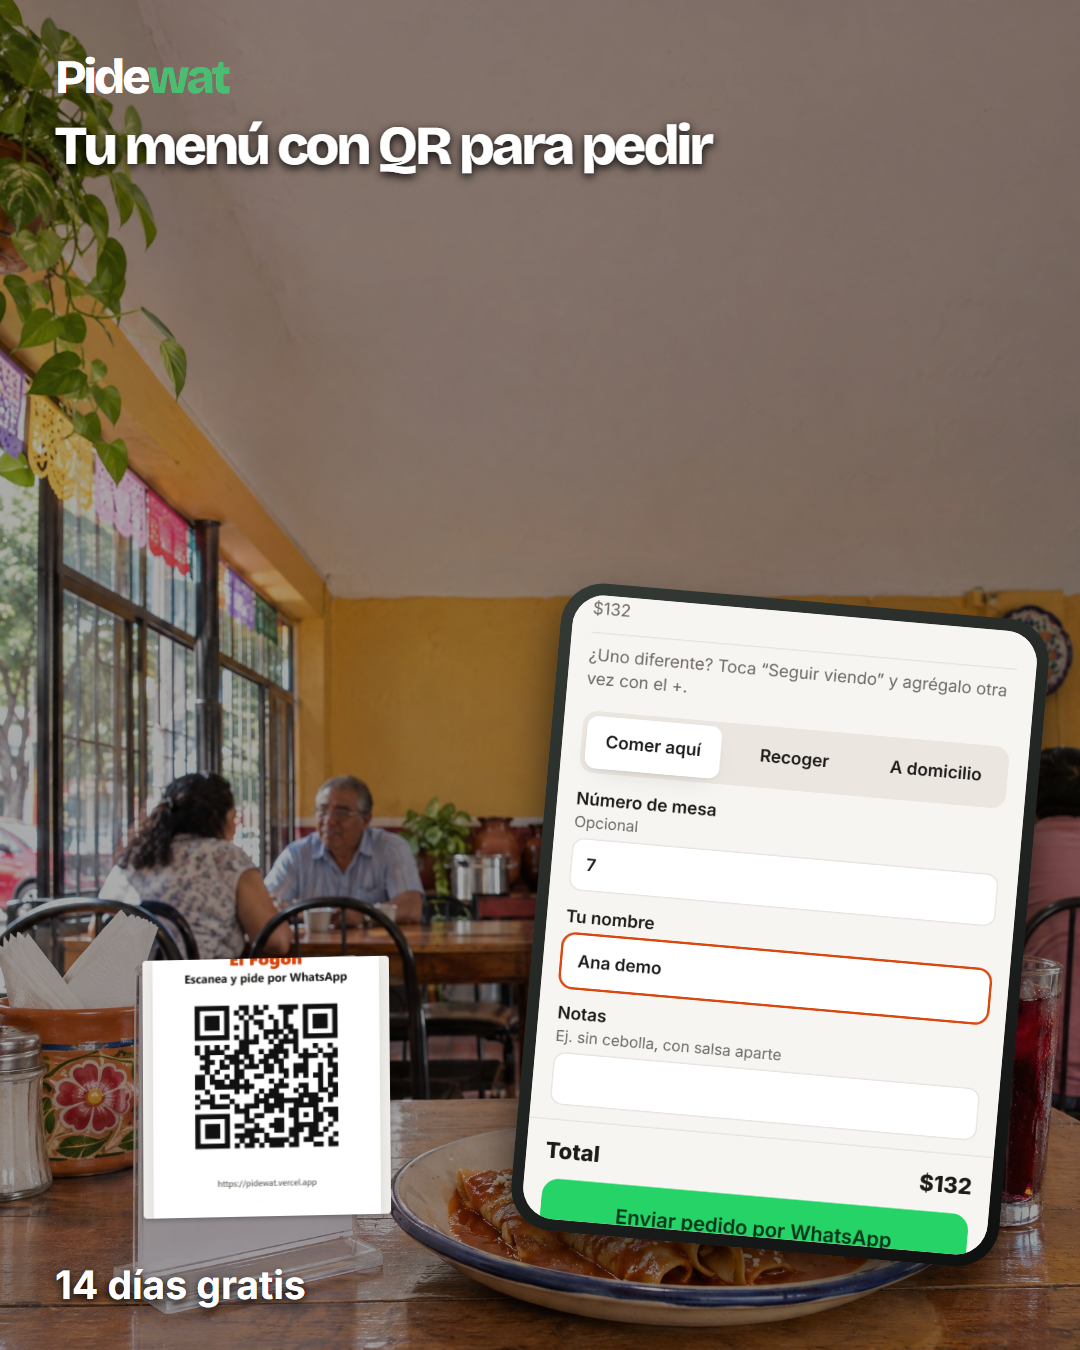 Pidewat
Tu menú con QR para pedir
$132
¿Uno diferente? Toca “Seguir viendo” y agrégalo otra
vez con el +.
Comer aquí
Recoger
A domicilio
Número de mesa
Opcional
7
Tu nombre
Ana demo
Notas
Ej. sin cebolla, con salsa aparte
Total
$132
Enviar pedido por WhatsApp
El Fogón
Escanea y pide por WhatsApp
https://pidewat.vercel.app
14 días gratis